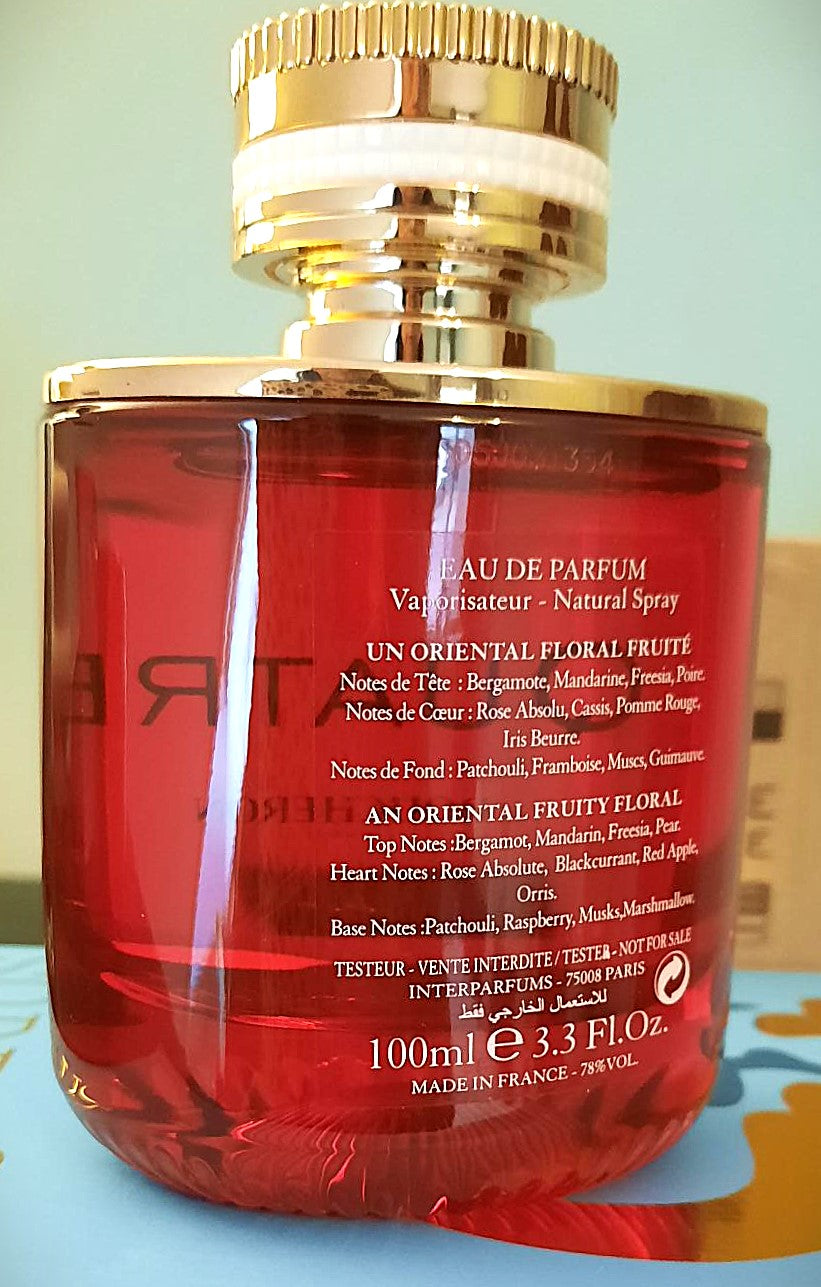 EAU DE PARFUM
Vaporisateur - Natural Spray
UN ORIENTAL FLORAL FRUITÉ
Notes de Tête : Bergamote, Mandarine, Freesia, Poire.
Notes de Cœur : Rose Absolu, Cassis, Pomme Rouge,
Iris Beurre.
Notes de Fond : Patchouli, Framboise, Muscs, Guimauve.
AN ORIENTAL FRUITY FLORAL
Top Notes :Bergamot, Mandarin, Freesia, Pear.
Heart Notes : Rose Absolute, Blackcurrant, Red Apple,
Orris.
Base Notes :Patchouli, Raspberry, Musks,Marshmallow.
TESTEUR - VENTE INTERDITE / TESTER - NOT FOR SALE
INTERPARFUMS - 75008 PARIS
للاستعمال الخارجي فقط
100ml e 3.3 Fl.Oz.
MADE IN FRANCE - 78%VOL.